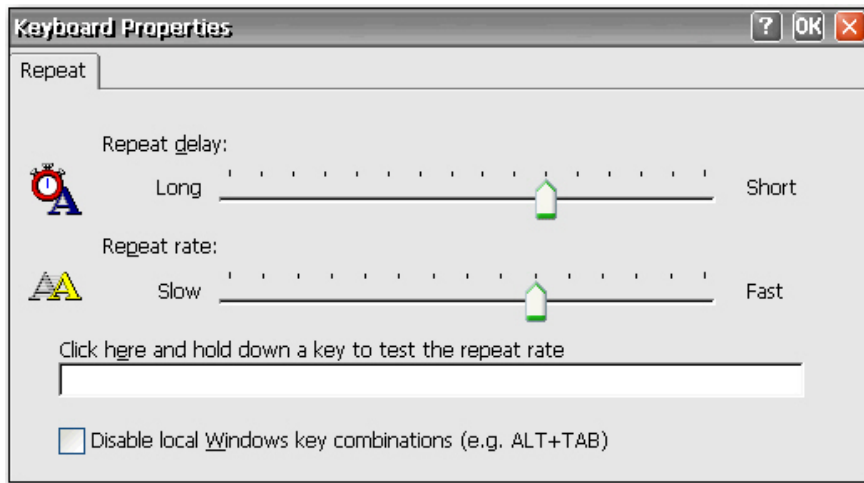 Keyboard Properties ? OK X
Repeat
Repeat delay:
Long Short
Repeat rate:
Slow Fast
Click here and hold down a key to test the repeat rate
Disable local Windows key combinations (e.g. ALT+TAB)